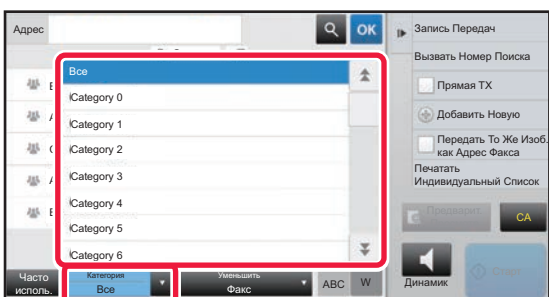 Адрес
OK
Все
Category 0
Category 1
Category 2
Category 3
Category 4
Category 5
Category 6
Часто
исполь.
Категория
Все
Уменьшить
Факс
ABC
W
Запись Передач
Вызвать Номер Поиска
Прямая TX
Добавить Новую
Передать То Же Изоб.
как Адрес Факса
Печатать
Индивидуальный Список
Предварит.
CA
Динамик
Старт